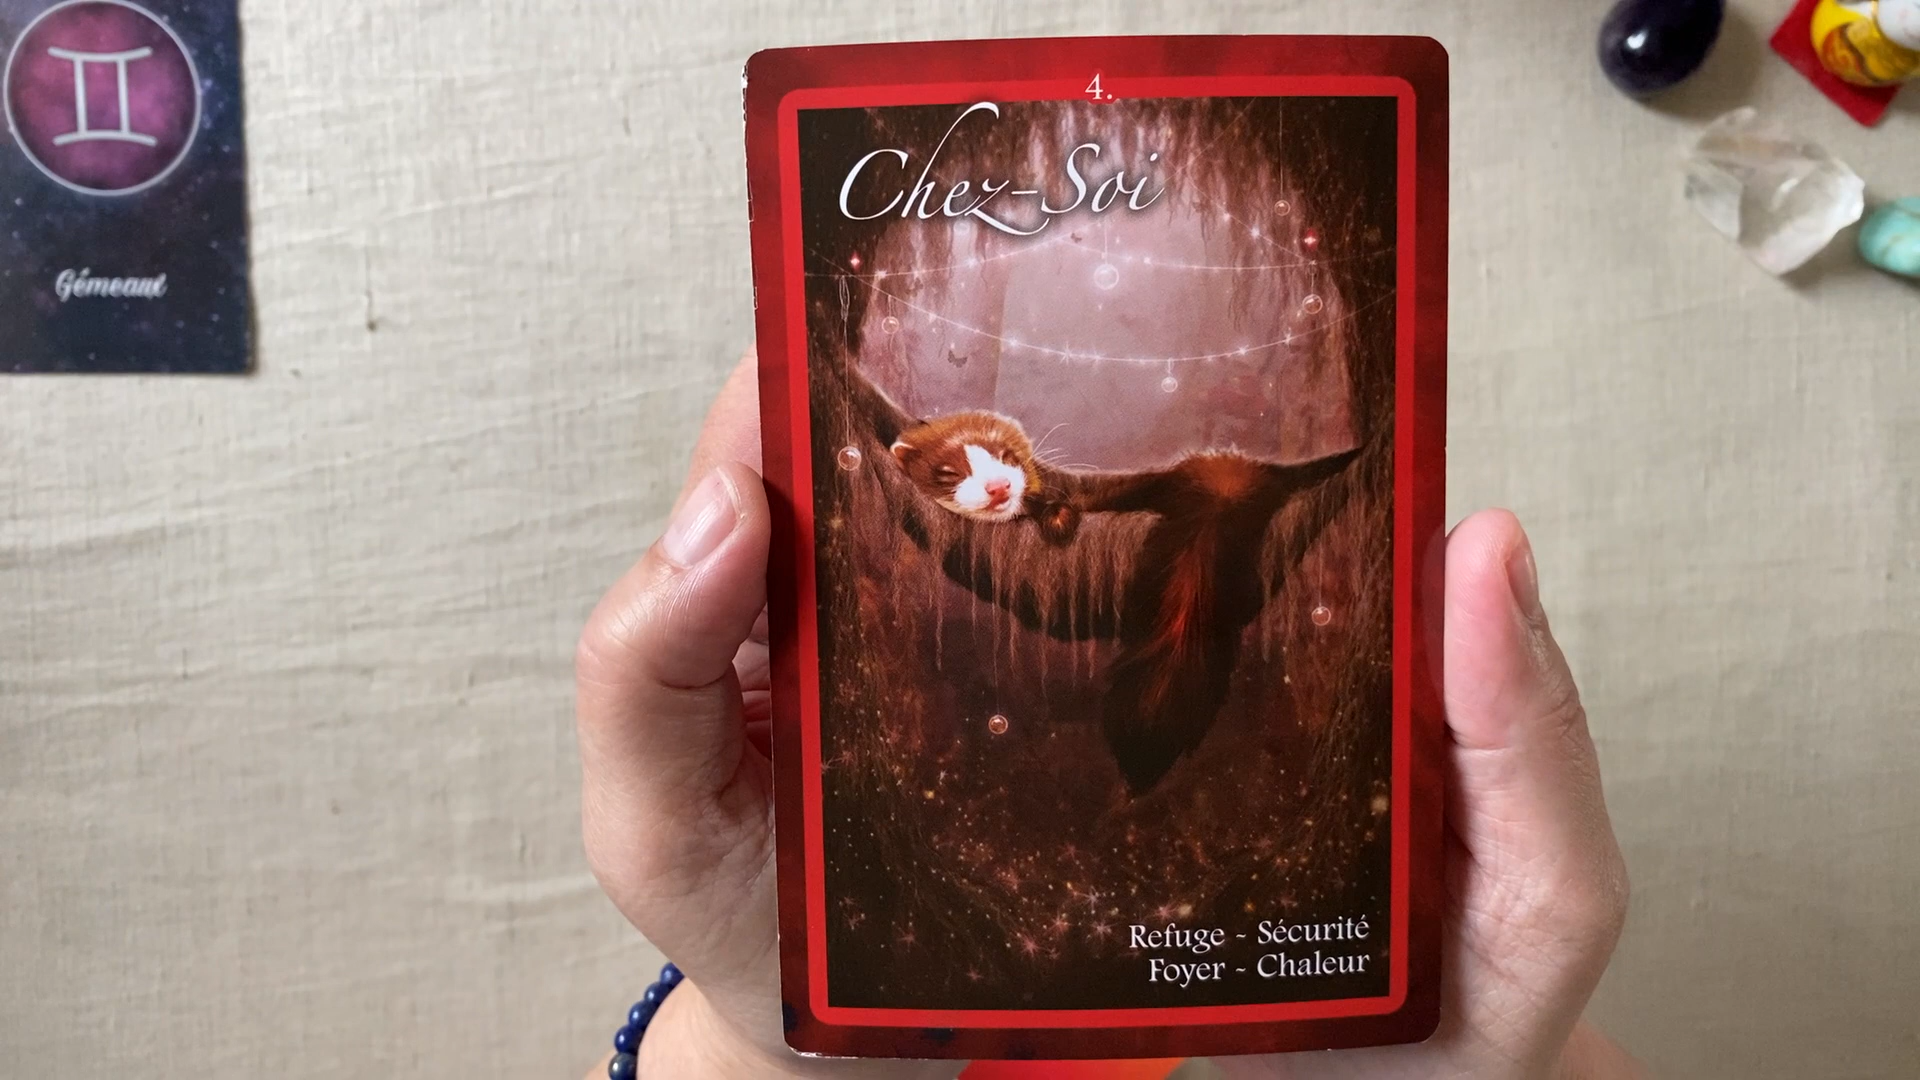 Gémeaux
4.
Chez-Soi
Refuge ~ Sécurité
Foyer ~ Chaleur